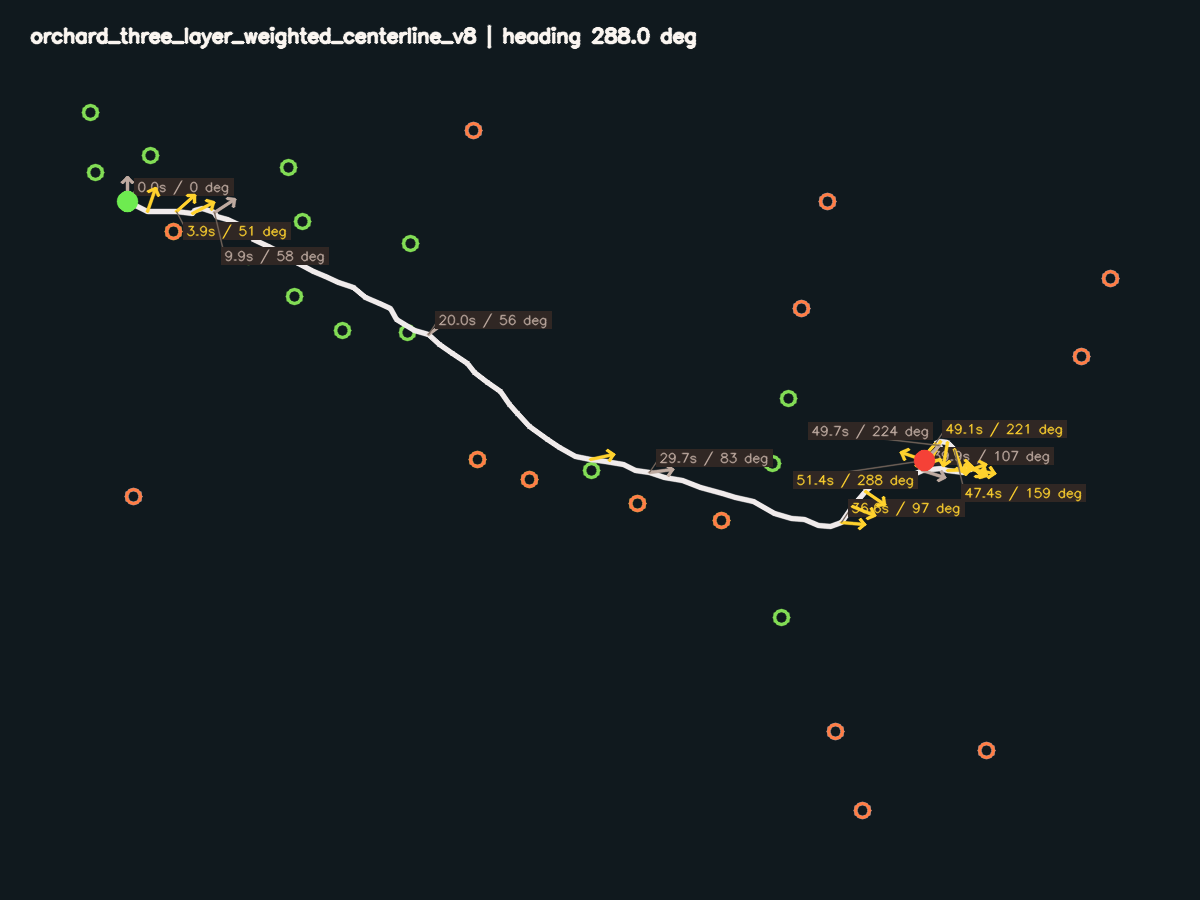 orchard_three_layer_weighted_centerline_v8 | heading 288.0 deg
0.0s / 0 deg
3.9s / 51 deg
9.9s / 58 deg
20.0s / 56 deg
49.7s / 224 deg
49.1s / 221 deg
29.7s / 83 deg
/ 107 deg
51.4s / 288 deg
47.4s / 159 deg
/ 97 deg